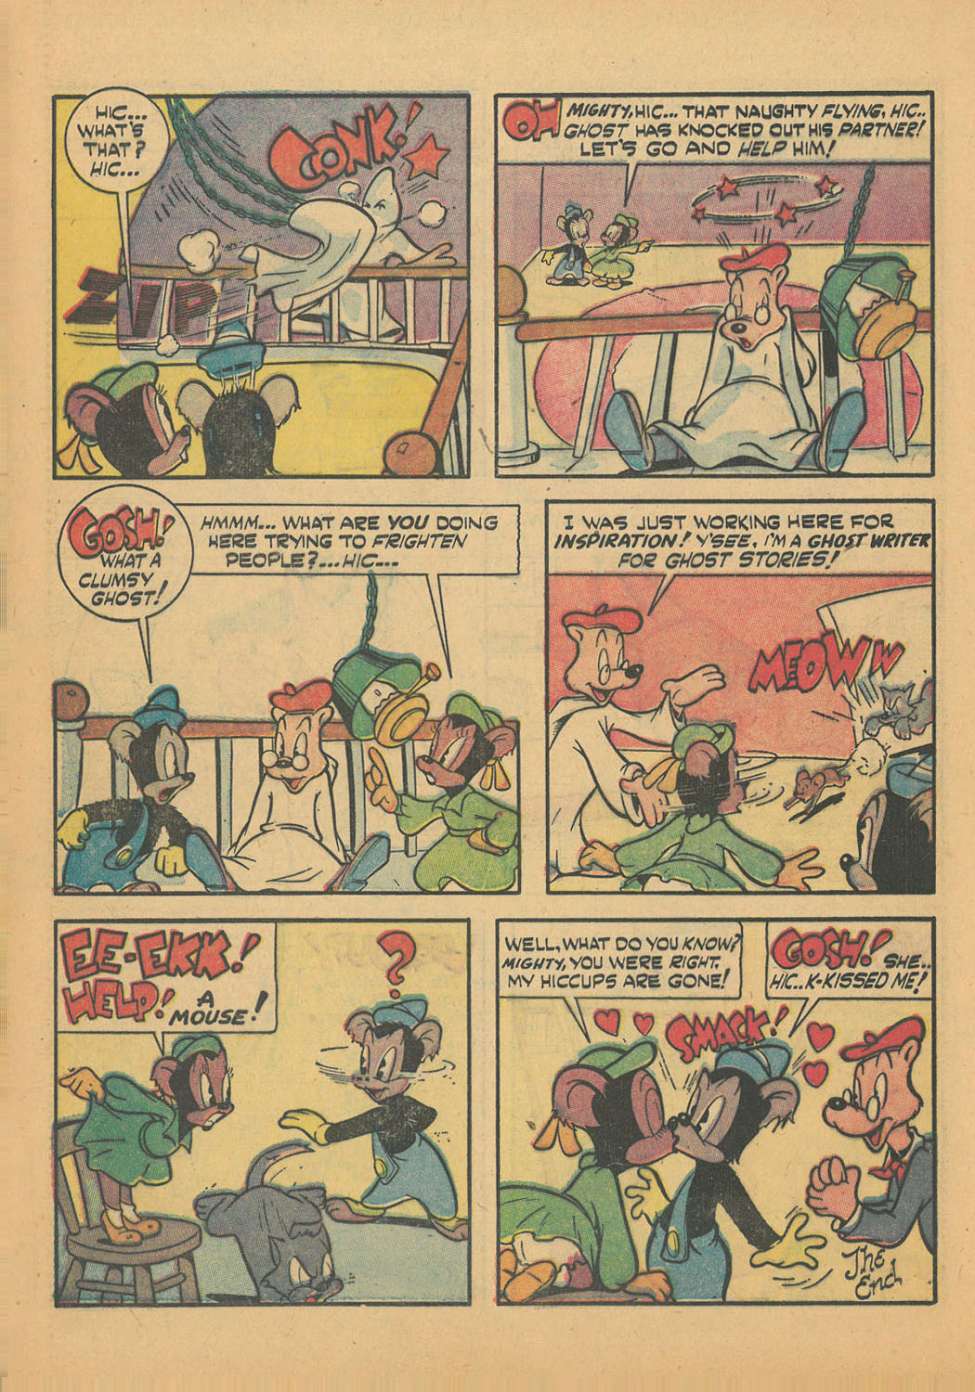 HIC...
WHAT'S
THAT?
HIC...
CONK!
ZIP
OH MIGHTY, HIC... THAT NAUGHTY FLYING, HIC..
GHOST HAS KNOCKED OUT HIS PARTNER!
LET'S GO AND HELP HIM!
GOSH!
WHAT A
CLUMSY
GHOST!
HMMM... WHAT ARE YOU DOING
HERE TRYING TO FRIGHTEN
PEOPLE?...HIC...
I WAS JUST WORKING HERE FOR
INSPIRATION! Y'SEE, I'M A GHOST WRITER
FOR GHOST STORIES!
MEOWW
EE-EKK!
HELP! A
MOUSE!
?
WELL, WHAT DO YOU KNOW?
MIGHTY, YOU WERE RIGHT,
MY HICCUPS ARE GONE!
SMACK!
GOSH! SHE..
HIC..K-KISSED ME!
The
End